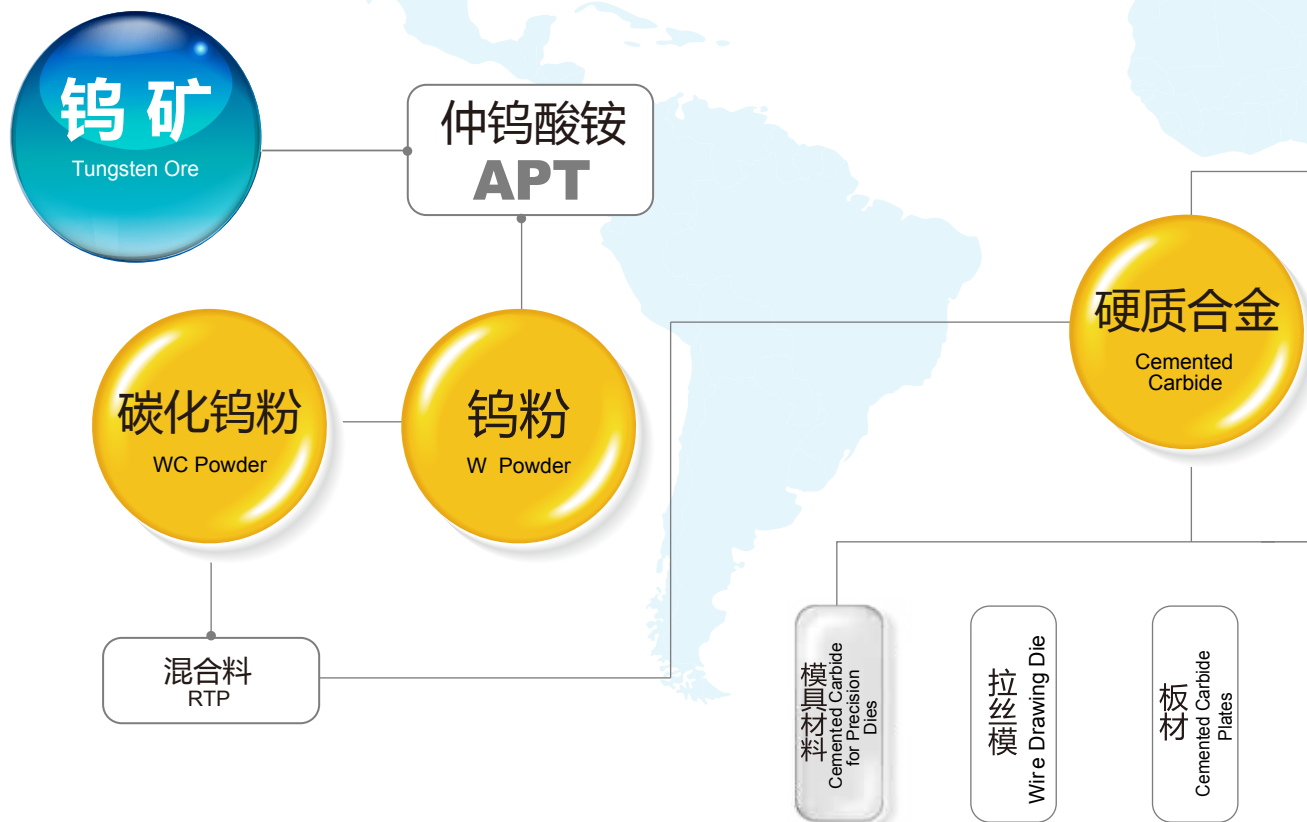 钨矿
Tungsten Ore
仲钨酸铵
APT
碳化钨粉
WC Powder
钨粉
W Powder
硬质合金
Cemented
Carbide
混合料
RTP
模具材料
Cemented Carbide
for Precision
Dies
拉丝模
Wire Drawing Die
板材
Cemented Carbide
Plates